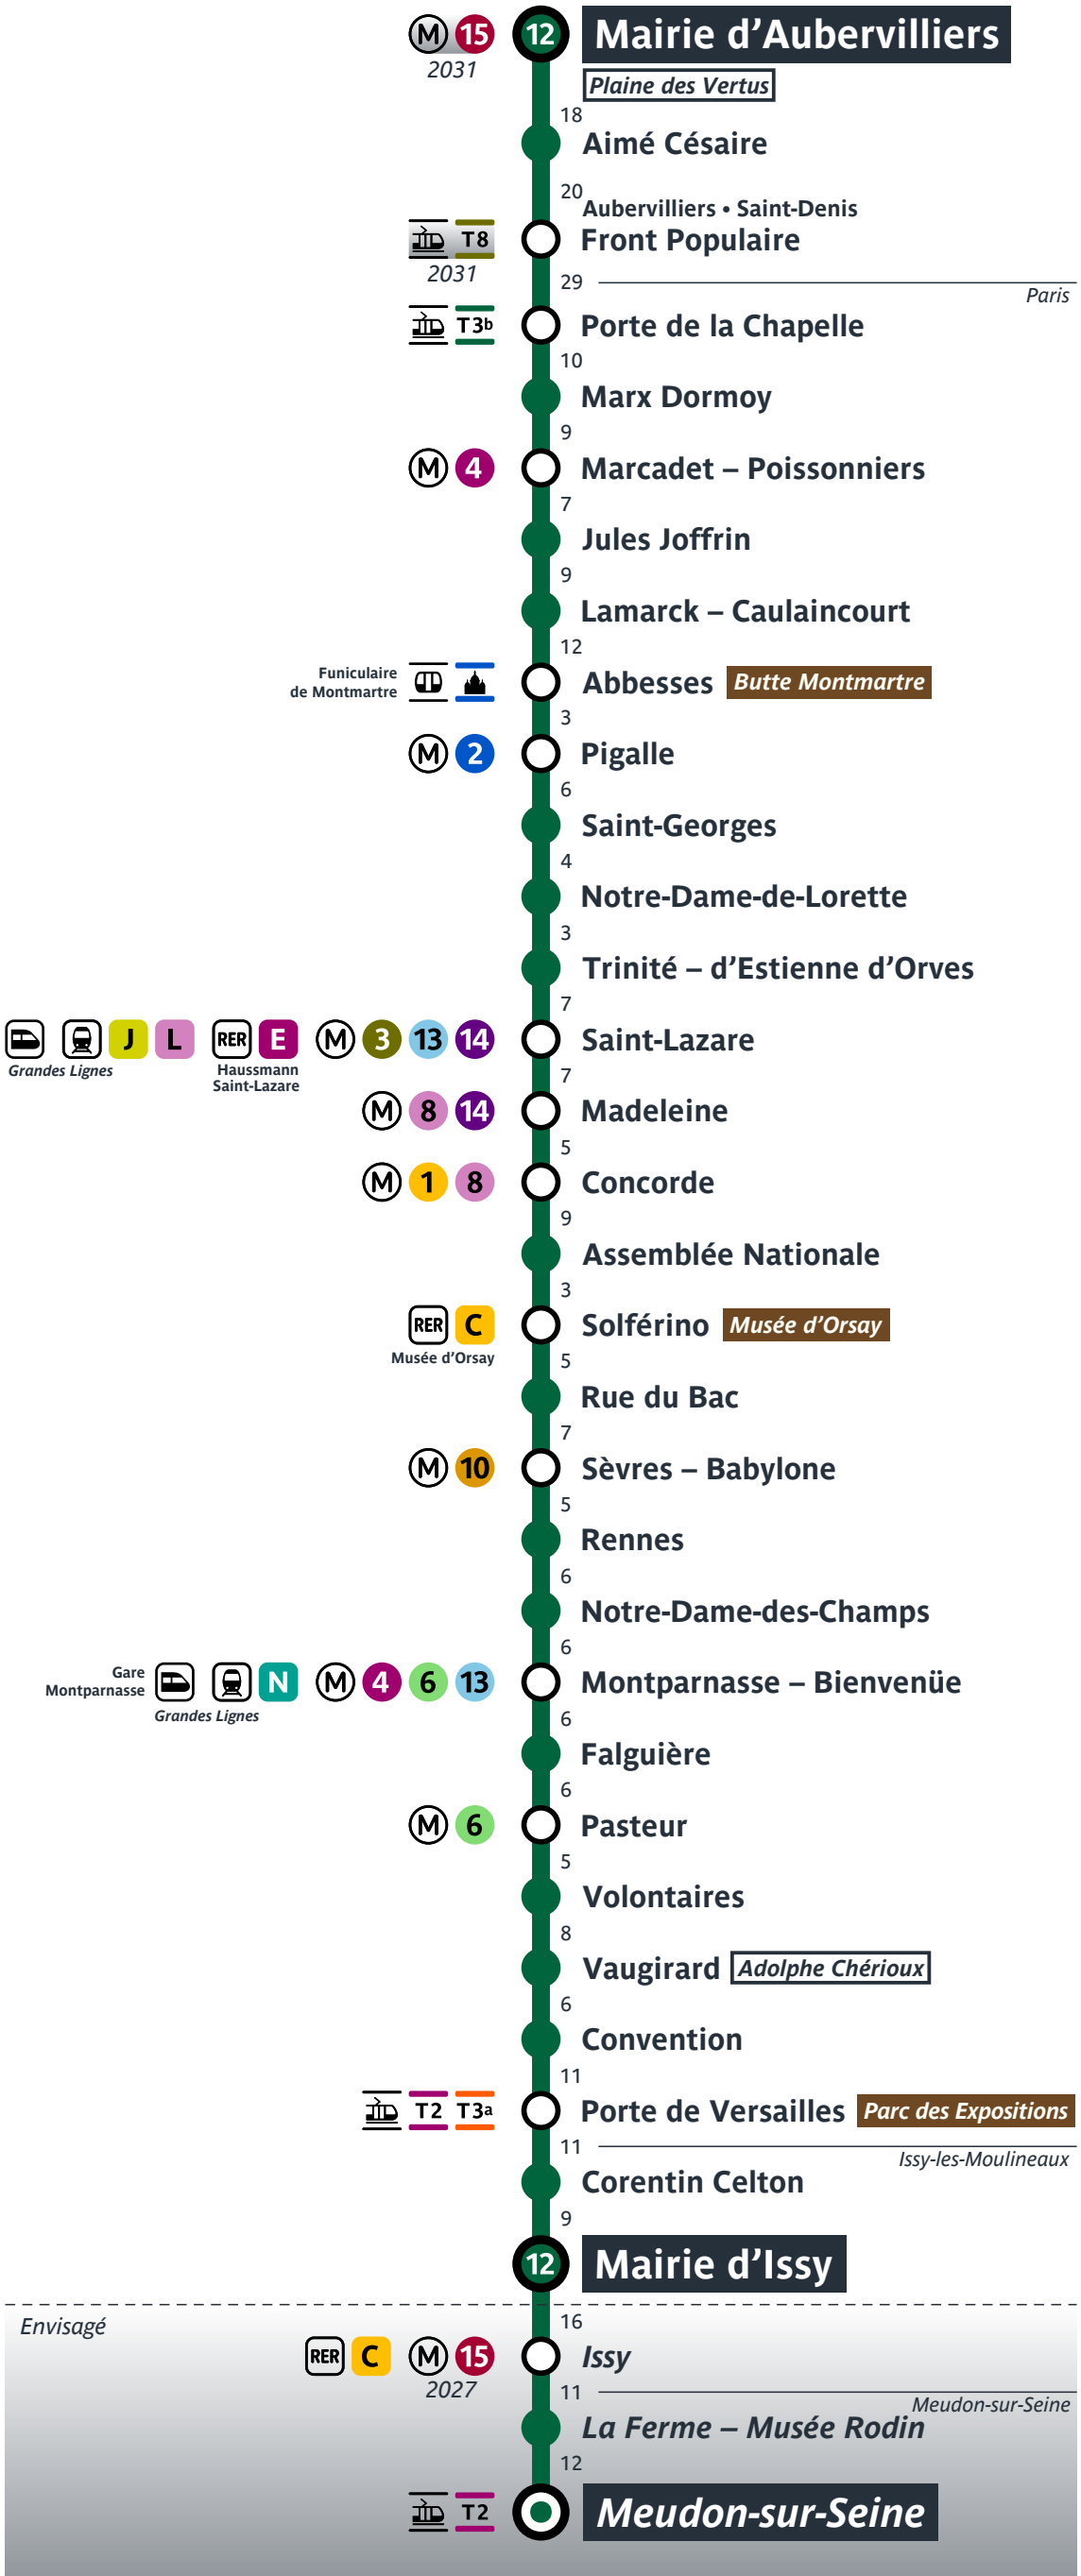 M 15 12 Mairie d’Aubervilliers
2031
Plaine des Vertus
18
Aimé Césaire
20
Aubervilliers • Saint-Denis
T8 Front Populaire
2031
29
Paris
T3b Porte de la Chapelle
10
Marx Dormoy
9
M 4 Marcadet – Poissonniers
7
Jules Joffrin
9
Lamarck – Caulaincourt
12
Funiculaire
de Montmartre
Abbesses Butte Montmartre
3
M 2 Pigalle
6
Saint-Georges
4
Notre-Dame-de-Lorette
3
Trinité – d’Estienne d’Orves
7
J L RER E M 3 13 14 Saint-Lazare
Grandes Lignes
Haussmann
Saint-Lazare
7
M 8 14 Madeleine
5
M 1 8 Concorde
9
Assemblée Nationale
3
RER C Solférino Musée d’Orsay
Musée d’Orsay
5
Rue du Bac
7
M 10 Sèvres – Babylone
5
Rennes
6
Notre-Dame-des-Champs
6
Gare
Montparnasse
N M 4 6 13 Montparnasse – Bienvenüe
Grandes Lignes
6
Falguière
6
M 6 Pasteur
5
Volontaires
8
Vaugirard Adolphe Chérioux
6
Convention
11
T2 T3a Porte de Versailles Parc des Expositions
11
Issy-les-Moulineaux
Corentin Celton
9
12 Mairie d’Issy
Envisagé
16
RER C M 15 Issy
2027
11
Meudon-sur-Seine
La Ferme – Musée Rodin
12
T2 Meudon-sur-Seine